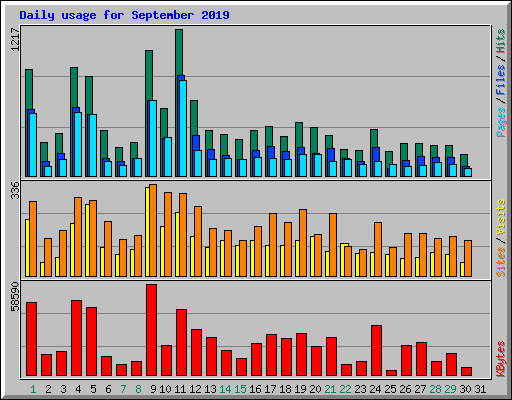 Daily usage for September 2019
1217
Pages / Files / Hits
336
Sites / Visits
58590
KBytes
1 2 3 4 5 6 7 8 9 10 11 12 13 14 15 16 17 18 19 20 21 22 23 24 25 26 27 28 29 30 31